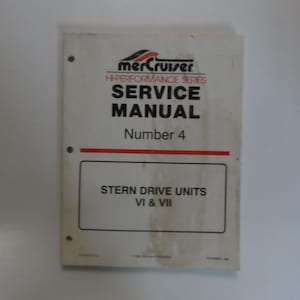 merCruiser
HI-PERFORMANCE SERIES
SERVICE
MANUAL
Number 4
STERN DRIVE UNITS
VI & VII